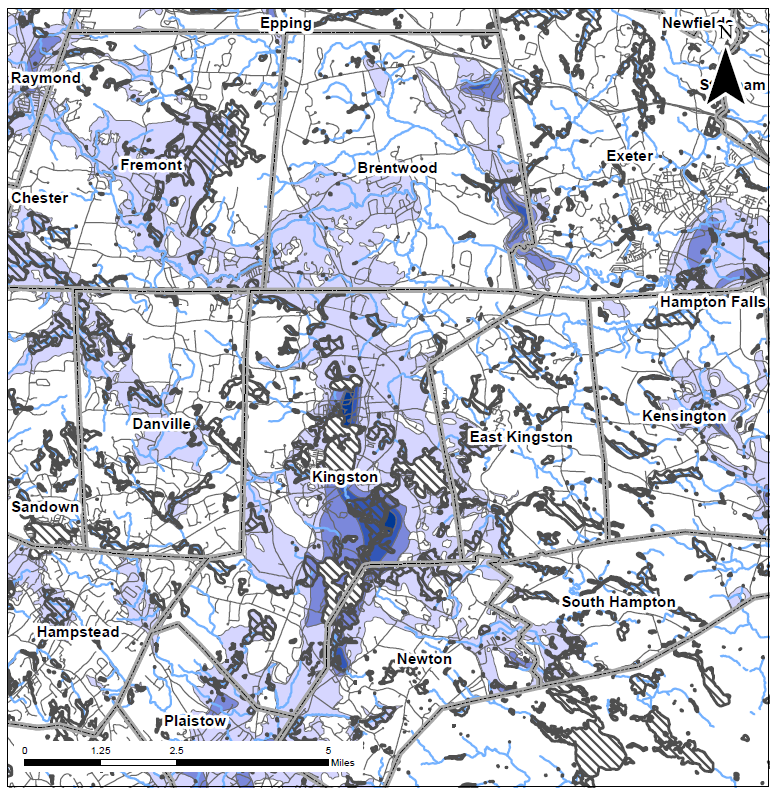 Epping
Newfields
N
Raymond
Stratham
Fremont
Brentwood
Exeter
Chester
Hampton Falls
Danville
East Kingston
Kensington
Kingston
Sandown
Hampstead
South Hampton
Newton
Plaistow
0 1.25 2.5 5
Miles